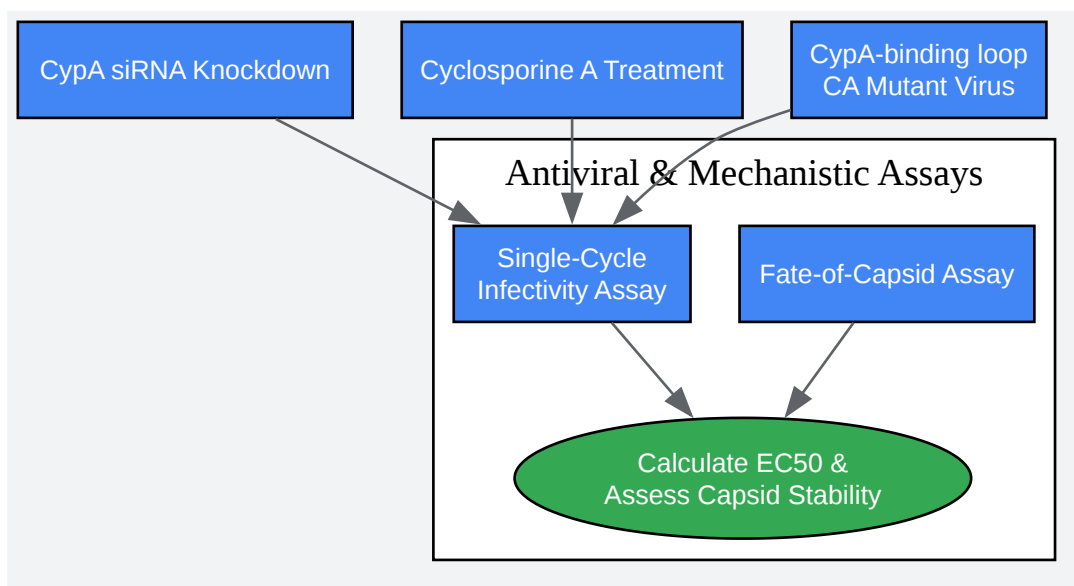 CypA siRNA Knockdown
Cyclosporine A Treatment
CypA-binding loop
CA Mutant Virus
Antiviral & Mechanistic Assays
Single-Cycle
Infectivity Assay
Fate-of-Capsid Assay
Calculate EC50 &
Assess Capsid Stability